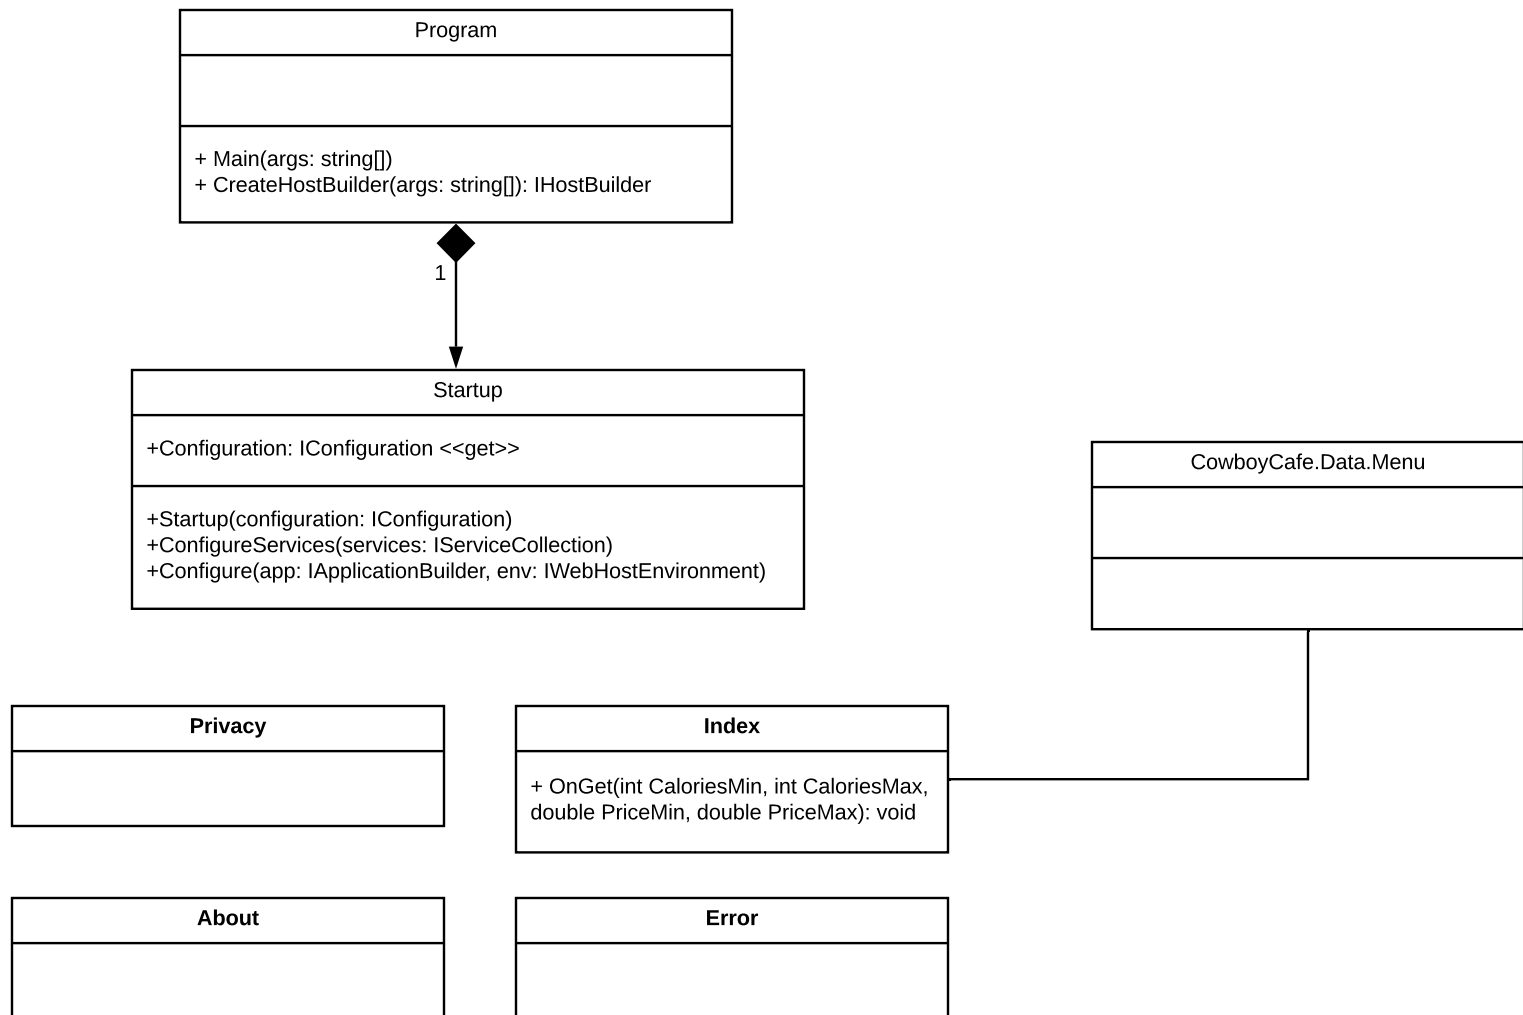 Program
+ Main(args: string[])
+ CreateHostBuilder(args: string[]): IHostBuilder
1
Startup
+Configuration: IConfiguration <<get>>
+Startup(configuration: IConfiguration)
+ConfigureServices(services: IServiceCollection)
+Configure(app: IApplicationBuilder, env: IWebHostEnvironment)
CowboyCafe.Data.Menu
Privacy
Index
+ OnGet(int CaloriesMin, int CaloriesMax,
double PriceMin, double PriceMax): void
About
Error